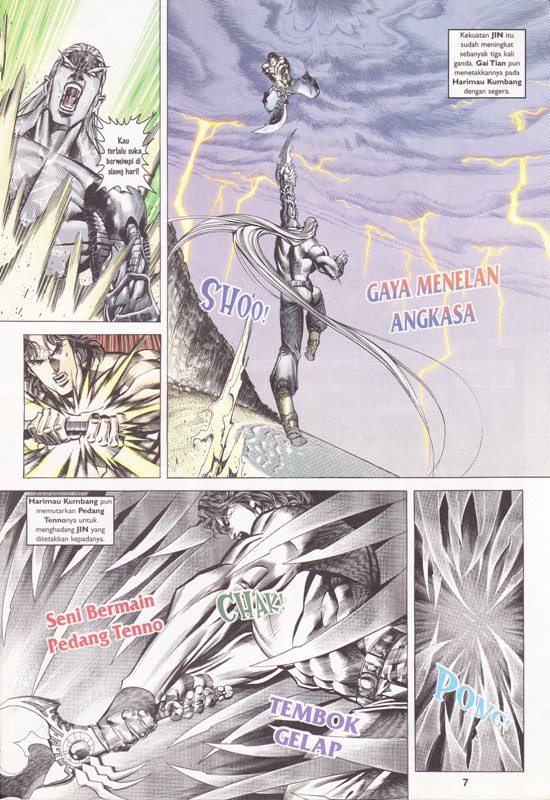 Kau
terlalu suka
bermimpi di
siang hari!
Kekuatan JIN itu
sudah meningkat
sebanyak tiga kali
ganda. Gai Tian pun
menetakkannya pada
Harimau Kumbang
dengan segera.
SHOO!
GAYA MENELAN
ANGKASA
Harimau Kumbang pun
memutarkan Pedang
Tennonya untuk
menghadang JIN yang
ditetakkan kepadanya.
Seni Bermain
Pedang Tenno
CHAK!
TEMBOK
GELAP
PONG!
7